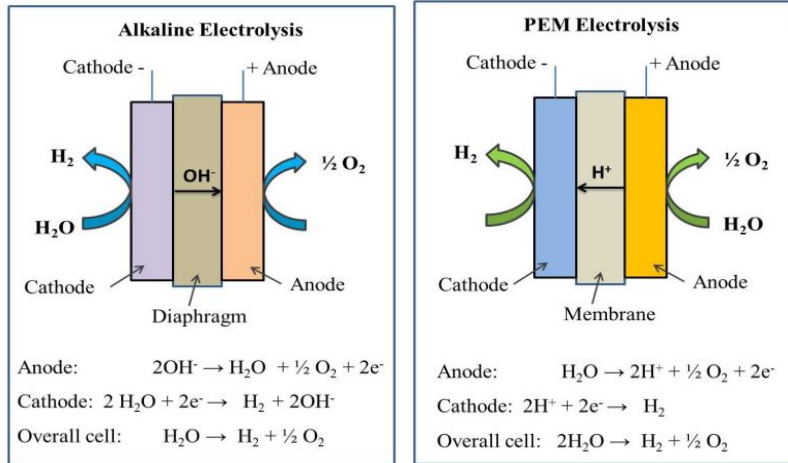 Alkaline Electrolysis
Cathode -
+ Anode
H₂
OH⁻
½ O₂
H₂O
Cathode
Anode
Diaphragm
Anode: 2OH⁻ → H₂O + ½ O₂ + 2e⁻
Cathode: 2 H₂O + 2e⁻→ H₂ + 2OH⁻
Overall cell: H₂O → H₂ + ½ O₂
PEM Electrolysis
Cathode -
+ Anode
H₂
H⁺
½ O₂
H₂O
Cathode
Anode
Membrane
Anode: H₂O → 2H⁺ + ½ O₂ + 2e⁻
Cathode: 2H⁺ + 2e⁻→ H₂
Overall cell: 2H₂O → H₂ + ½ O₂